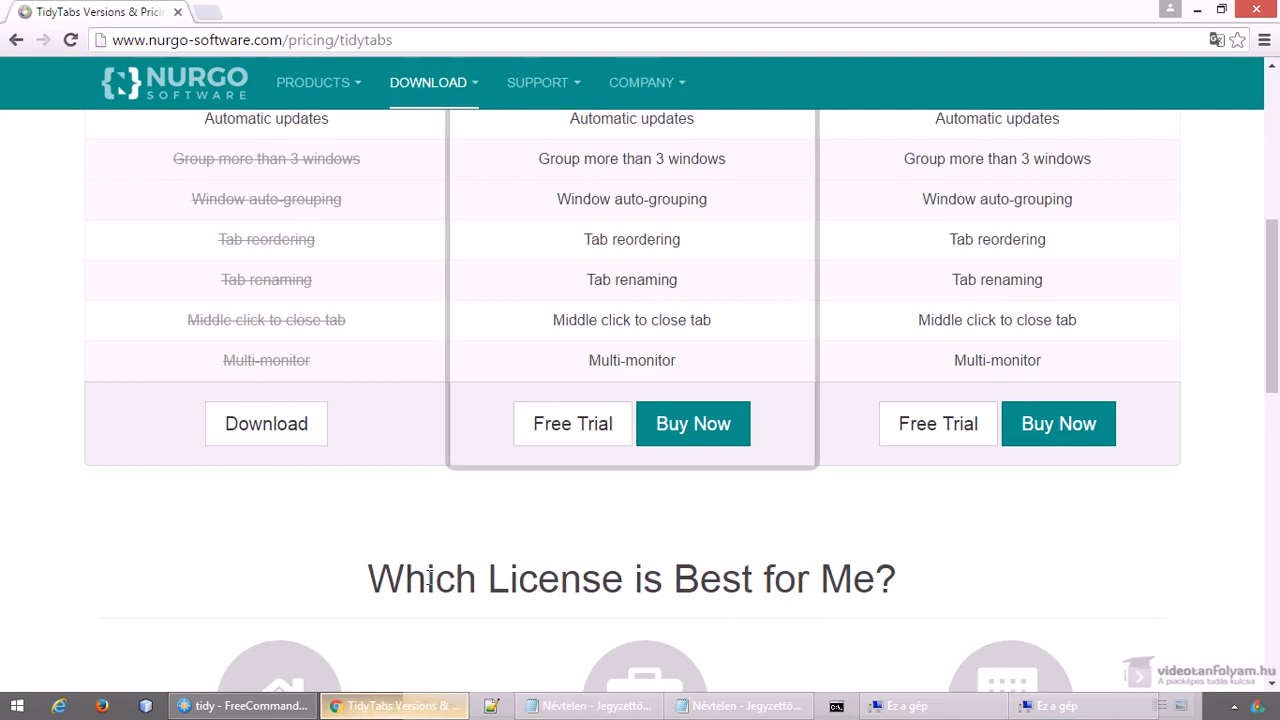 TidyTabs Versions & Prici
www.nurgo-software.com/pricing/tidytabs
NURGO SOFTWARE
PRODUCTS DOWNLOAD SUPPORT COMPANY
Automatic updates Automatic updates Automatic updates
Group more than 3 windows Group more than 3 windows Group more than 3 windows
Window auto-grouping Window auto-grouping Window auto-grouping
Tab reordering Tab reordering Tab reordering
Tab renaming Tab renaming Tab renaming
Middle click to close tab Middle click to close tab Middle click to close tab
Multi-monitor Multi-monitor Multi-monitor
Download Free Trial Buy Now Free Trial Buy Now
Which License is Best for Me?
videotanfolyam.hu
A piacképes tudás kulcsa
tidy - FreeCommand... TidyTabs Versions & ... Névtelen - Jegyzettö... Névtelen - Jegyzettö... Ez a gép Ez a gép